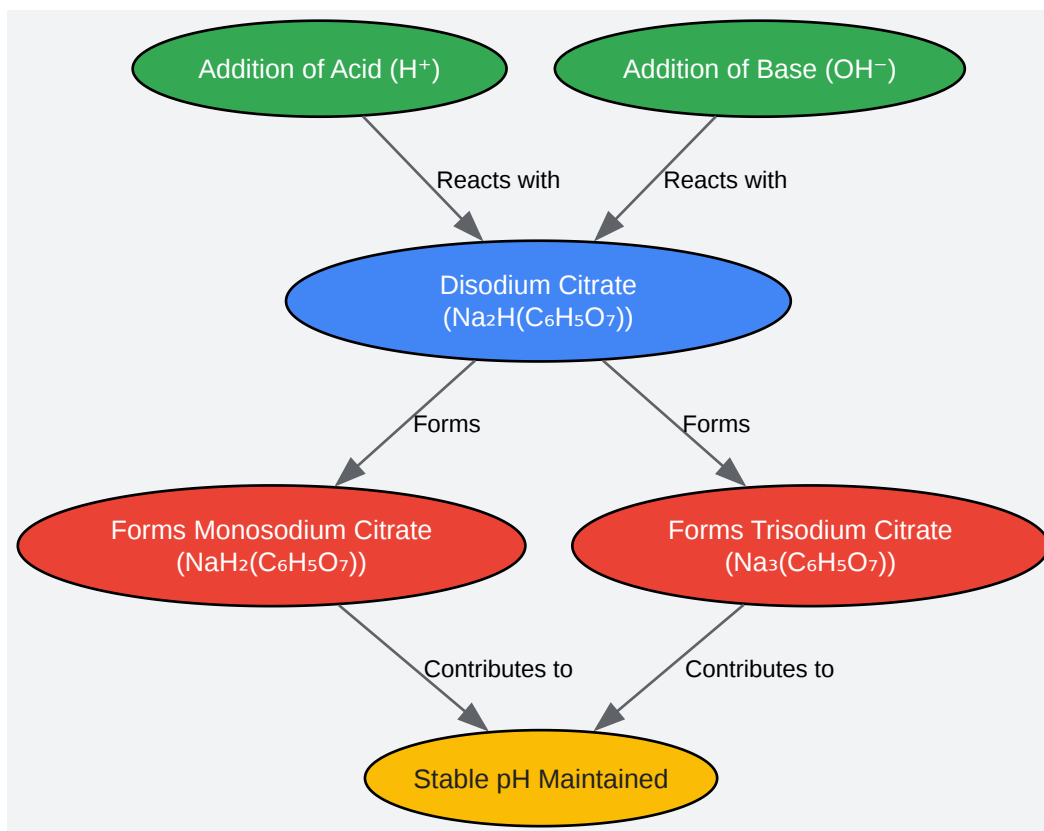 Addition of Acid (H⁺)
Addition of Base (OH⁻)
Reacts with
Reacts with
Disodium Citrate
(Na₂H(C₆H₅O₇))
Forms
Forms
Forms Monosodium Citrate
(NaH₂(C₆H₅O₇))
Forms Trisodium Citrate
(Na₃(C₆H₅O₇))
Contributes to
Contributes to
Stable pH Maintained